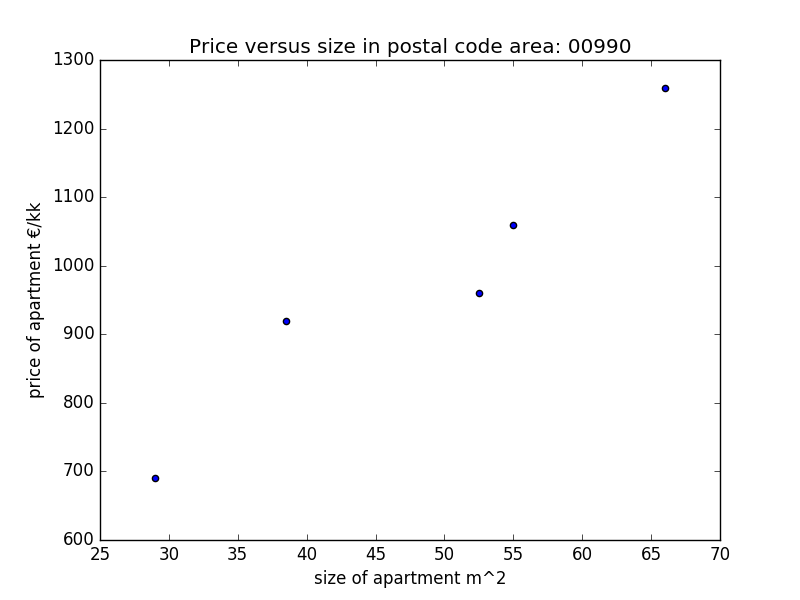 Price versus size in postal code area: 00990
1300
1200
1100
1000
900
800
700
600
price of apartment €/kk
25 30 35 40 45 50 55 60 65 70
size of apartment m^2